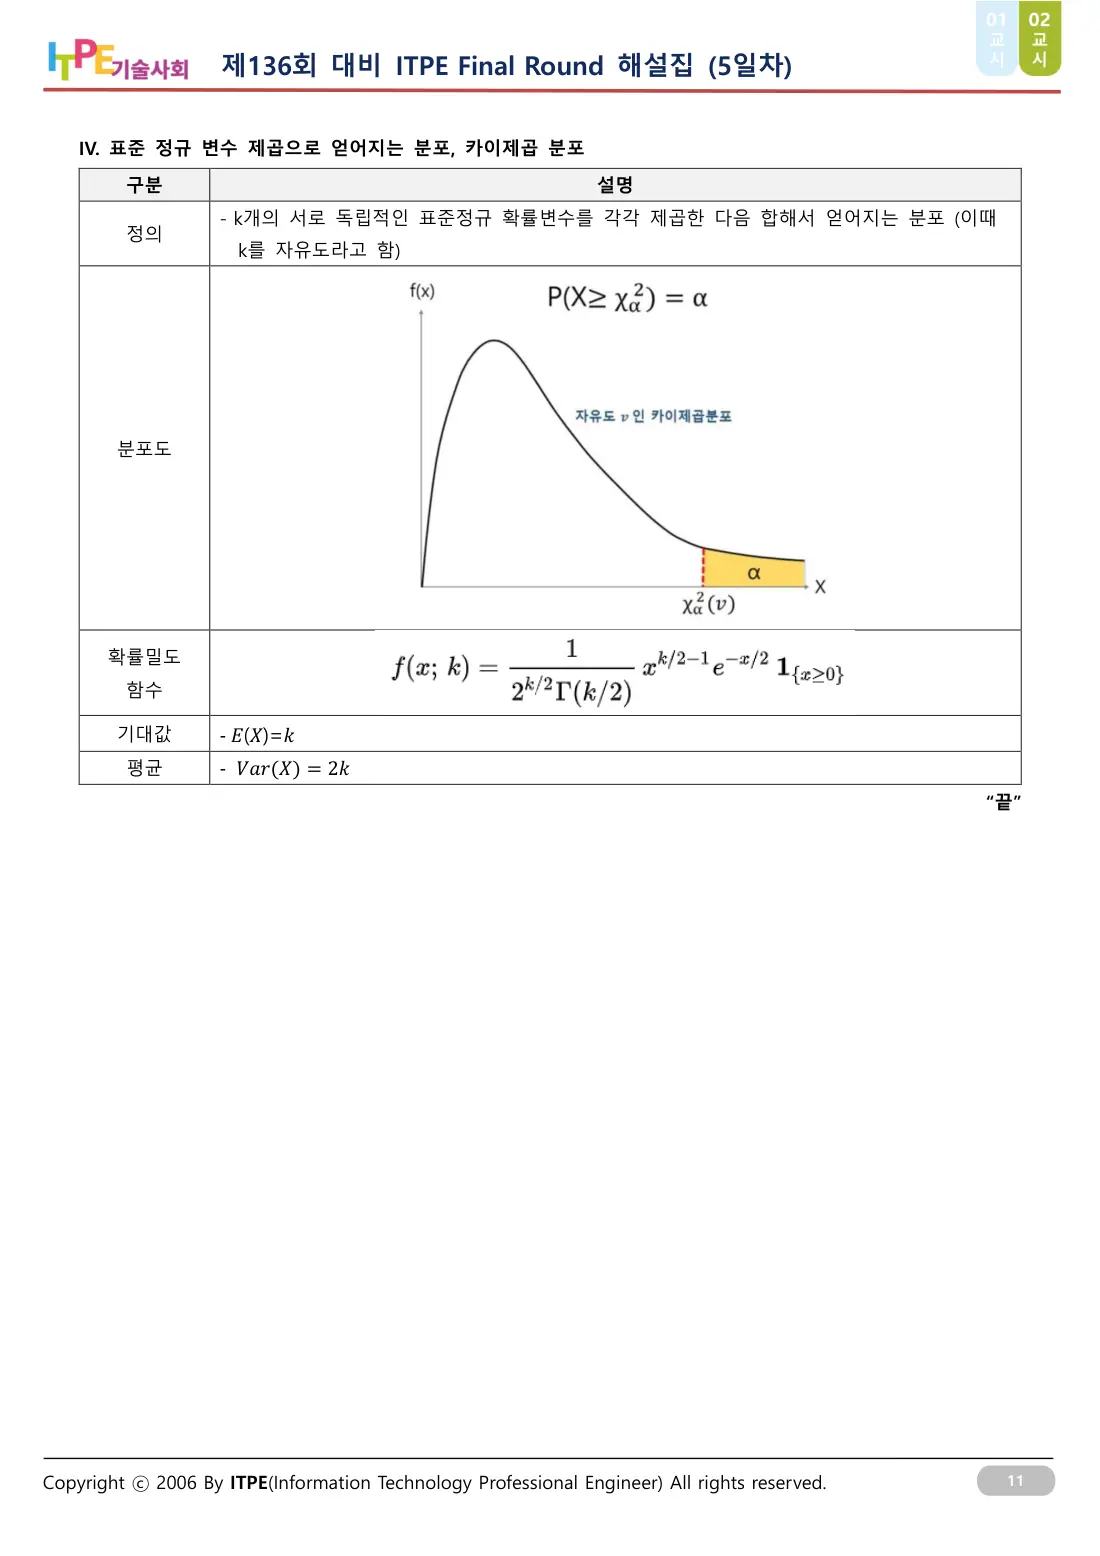 01
교
시
02
교
시
ITPE기술사회 제136회 대비 ITPE Final Round 해설집 (5일차)
IV. 표준 정규 변수 제곱으로 얻어지는 분포, 카이제곱 분포
구분 설명
정의 - k개의 서로 독립적인 표준정규 확률변수를 각각 제곱한 다음 합해서 얻어지는 분포 (이때
k를 자유도라고 함)
분포도
f(x)
P(X≥ χ²_α) = α
자유도 v 인 카이제곱분포
α
X
χ²_α(v)
확률밀도
함수
f(x; k) = 1 / (2^{k/2}Γ(k/2)) x^{k/2−1} e^{−x/2} 1_{{x≥0}}
기대값 - E(X)=k
평균 - Var(X) = 2k
“끝”
Copyright ⓒ 2006 By ITPE(Information Technology Professional Engineer) All rights reserved.
11